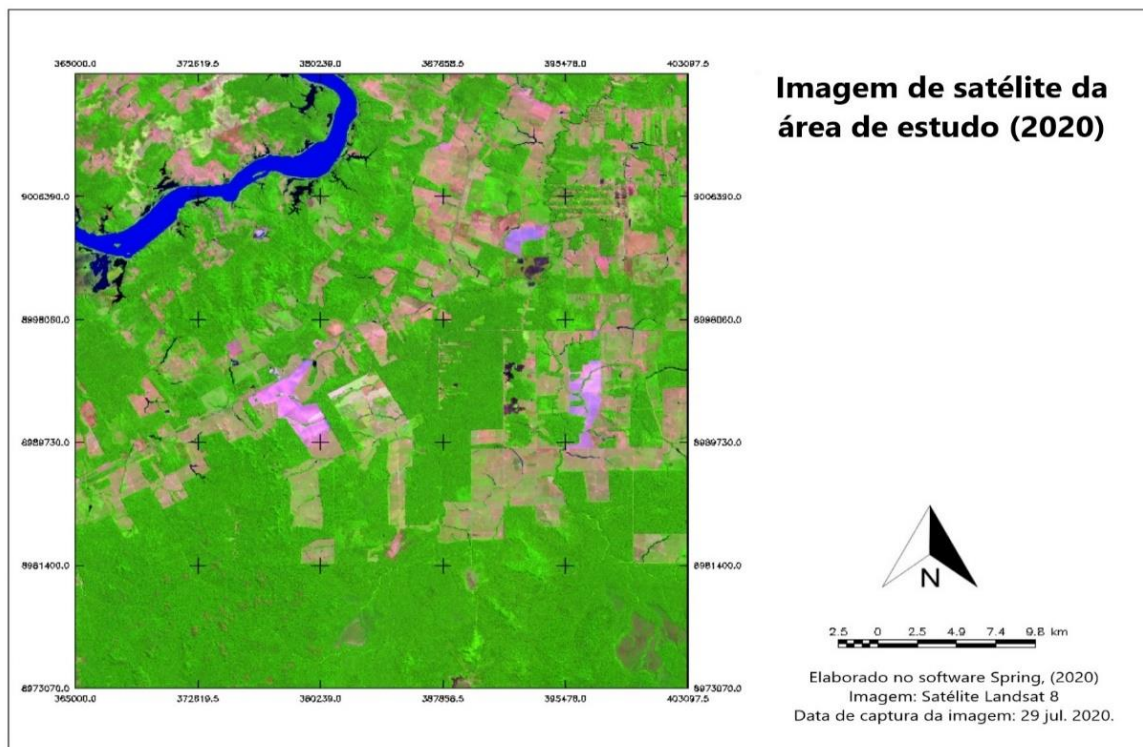 Imagem de satélite da
área de estudo (2020)
365000.0 372619.5 380239.0 387858.5 395478.0 403097.5
9006390.0 9006390.0
8998060.0 8998060.0
8989730.0 8989730.0
8981400.0 8981400.0
8973070.0 8973070.0
365000.0 372619.5 380239.0 387858.5 395478.0 403097.5
N
2.5 0 2.5 4.9 7.4 9.8 km
Elaborado no software Spring, (2020)
Imagem: Satélite Landsat 8
Data de captura da imagem: 29 jul. 2020.